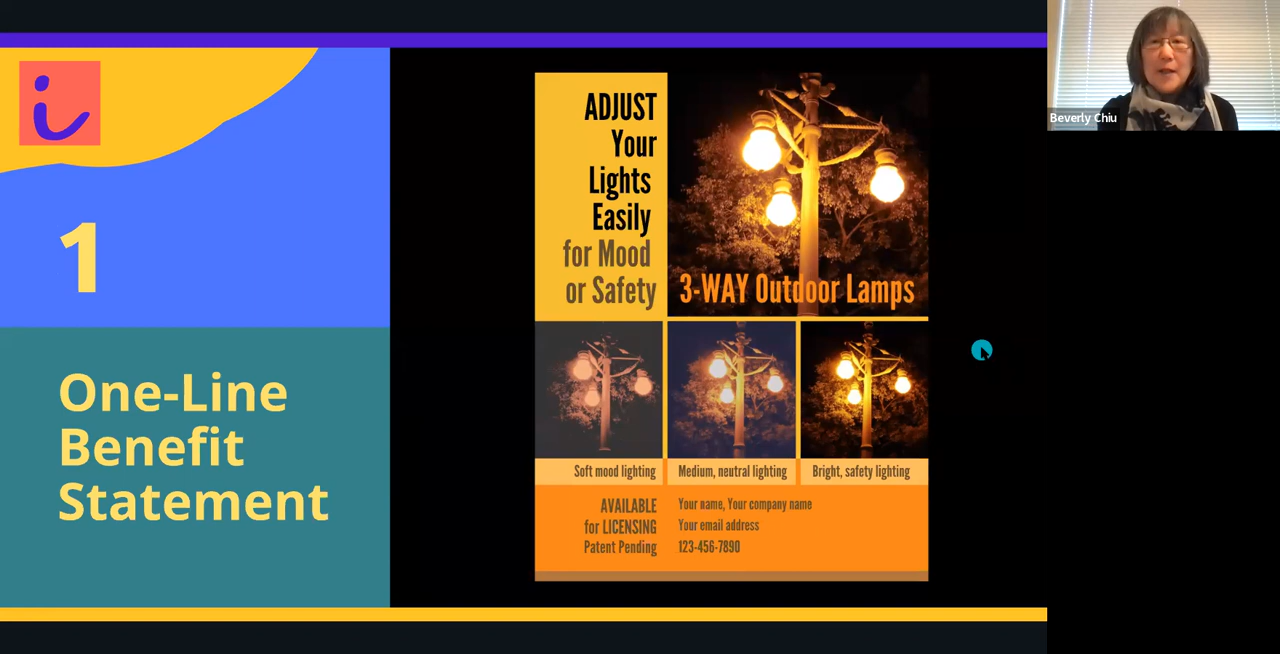 1
One-Line
Benefit
Statement
ADJUST
Your
Lights
Easily
for Mood
or Safety
3-WAY Outdoor Lamps
Soft mood lighting
Medium, neutral lighting
Bright, safety lighting
AVAILABLE
for LICENSING
Patent Pending
Your name, Your company name
Your email address
123-456-7890
Beverly Chiu